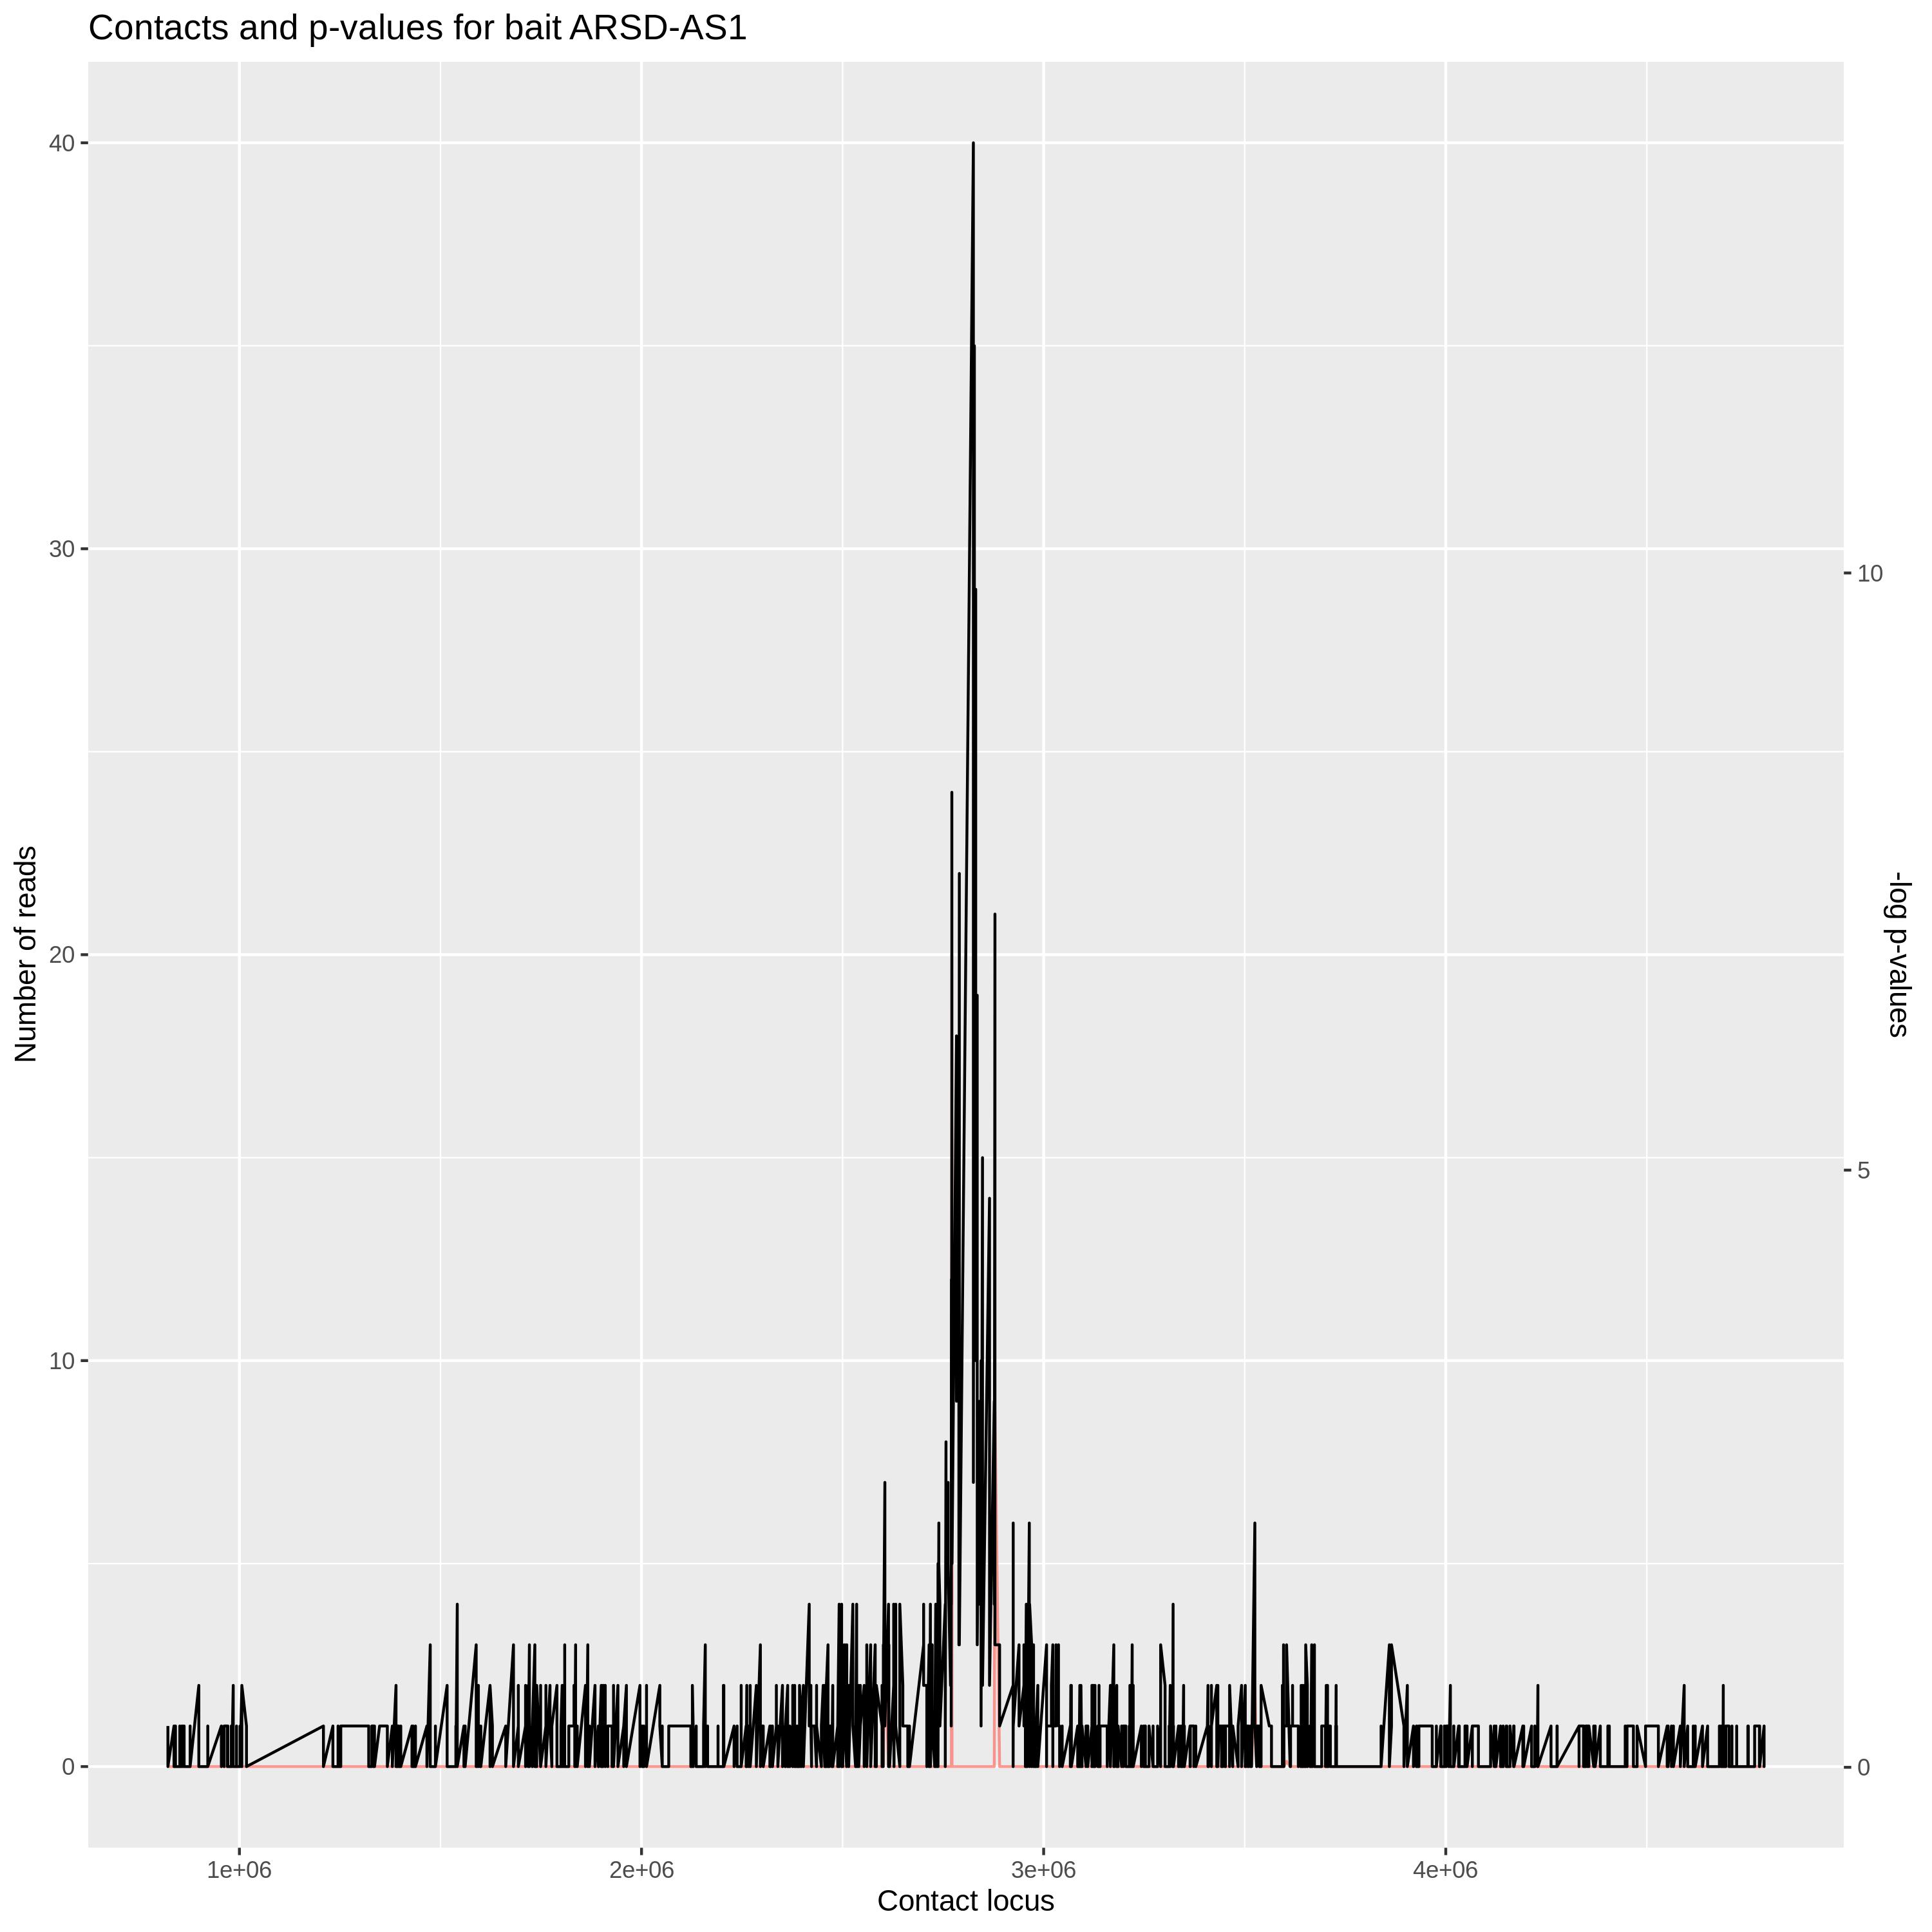 Contacts and p-values for bait ARSD-AS1
40
30
20
10
0
10
5
0
Number of reads
-log p-values
1e+06
2e+06
3e+06
4e+06
Contact locus